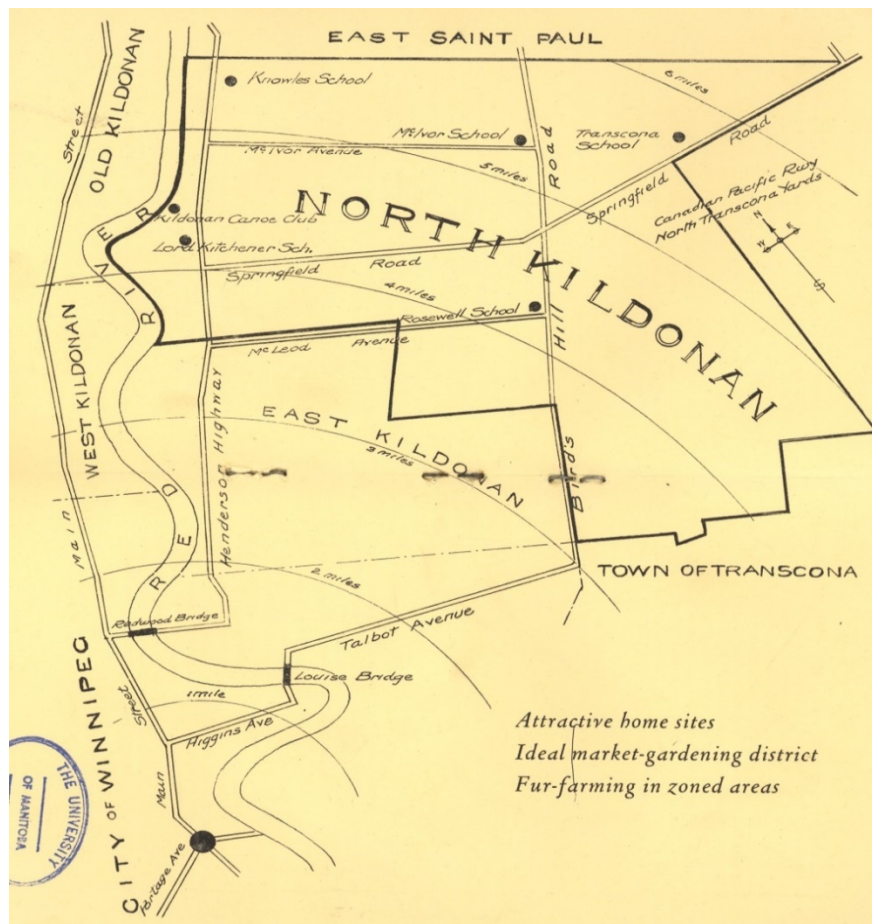 EAST SAINT PAUL
OLD KILDONAN
Street
Knowles School
McIvor School
McIvor Avenue
Transcona School
6 miles
5 miles
Road
Springfield Road
Canadian Pacific Rwy
North Transcona Yards
N
E
W
S
Kildonan Canoe Club
Lord Kitchener Sch.
NORTH KILDONAN
Springfield Road
4 miles
Rosewell School
McLeod Avenue
Bird's Hill Road
WEST KILDONAN
RED RIVER
Henderson Highway
EAST KILDONAN
3 miles
Main
2 miles
TOWN OF TRANSCONA
Talbot Avenue
Redwood Bridge
Louise Bridge
1 mile
Street
Higgins Ave
Main
CITY OF WINNIPEG
Portage Ave
Attractive home sites
Ideal market-gardening district
Fur-farming in zoned areas
THE UNIVERSITY
OF MANITOBA